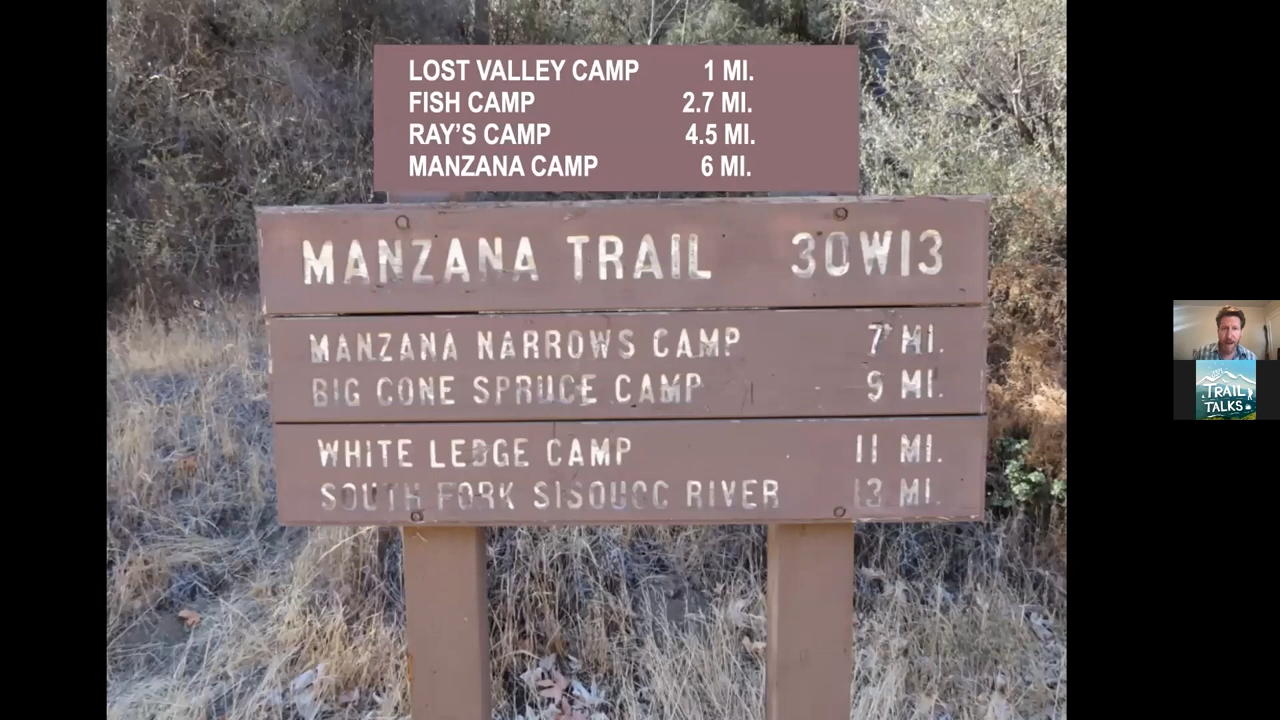 LOST VALLEY CAMP 1 MI.
FISH CAMP 2.7 MI.
RAY'S CAMP 4.5 MI.
MANZANA CAMP 6 MI.
MANZANA TRAIL 30W13
MANZANA NARROWS CAMP 7 MI.
BIG CONE SPRUCE CAMP 9 MI.
WHITE LEDGE CAMP 11 MI.
SOUTH FORK SISQUOC RIVER 13 MI.
TRAIL
TALKS